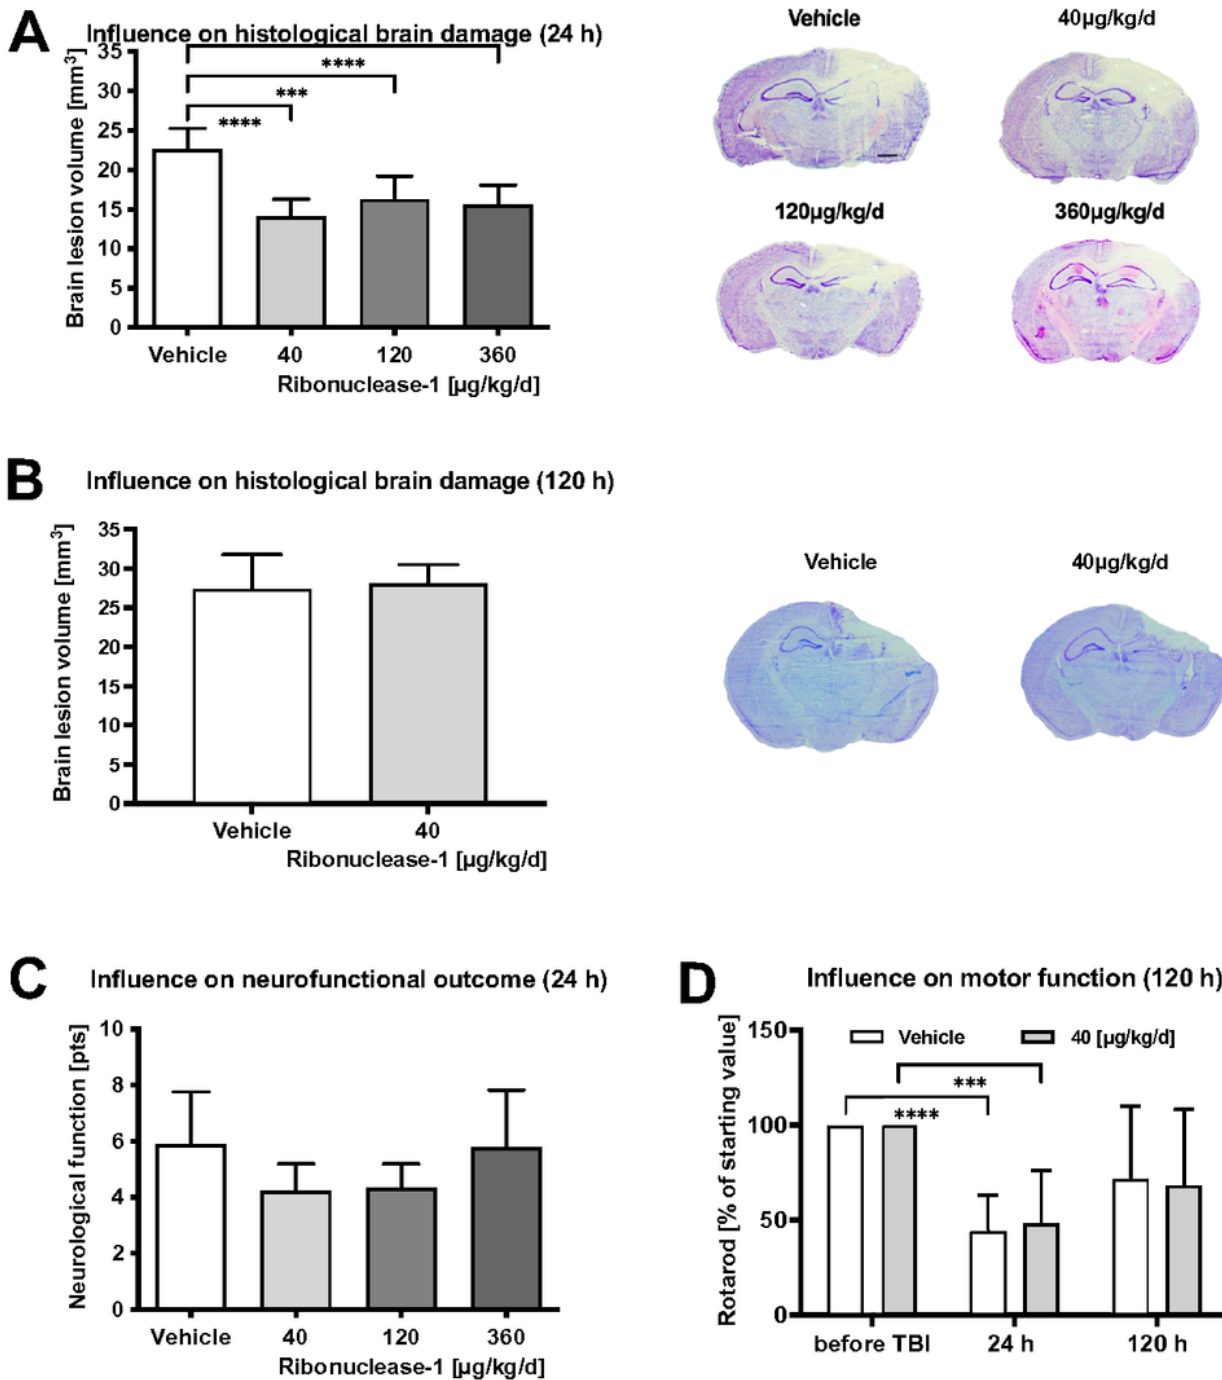 A
Influence on histological brain damage (24 h)
Brain lesion volume [mm³]
35
30
25
20
15
10
5
0
****
***
****
Vehicle 40 120 360
Ribonuclease-1 [µg/kg/d]
Vehicle 40µg/kg/d
120µg/kg/d 360µg/kg/d
B
Influence on histological brain damage (120 h)
Brain lesion volume [mm³]
35
30
25
20
15
10
5
0
Vehicle 40
Ribonuclease-1 [µg/kg/d]
Vehicle 40µg/kg/d
C
Influence on neurofunctional outcome (24 h)
Neurological function [pts]
10
8
6
4
2
0
Vehicle 40 120 360
Ribonuclease-1 [µg/kg/d]
D
Influence on motor function (120 h)
Rotarod [% of starting value]
150
100
50
0
Vehicle 40 [µg/kg/d]
***
****
before TBI 24 h 120 h